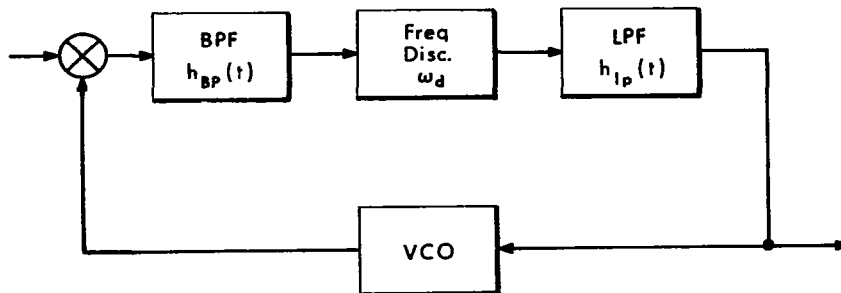 BPF
h_BP(t)
Freq
Disc.
ω_d
LPF
h_lp(t)
VCO